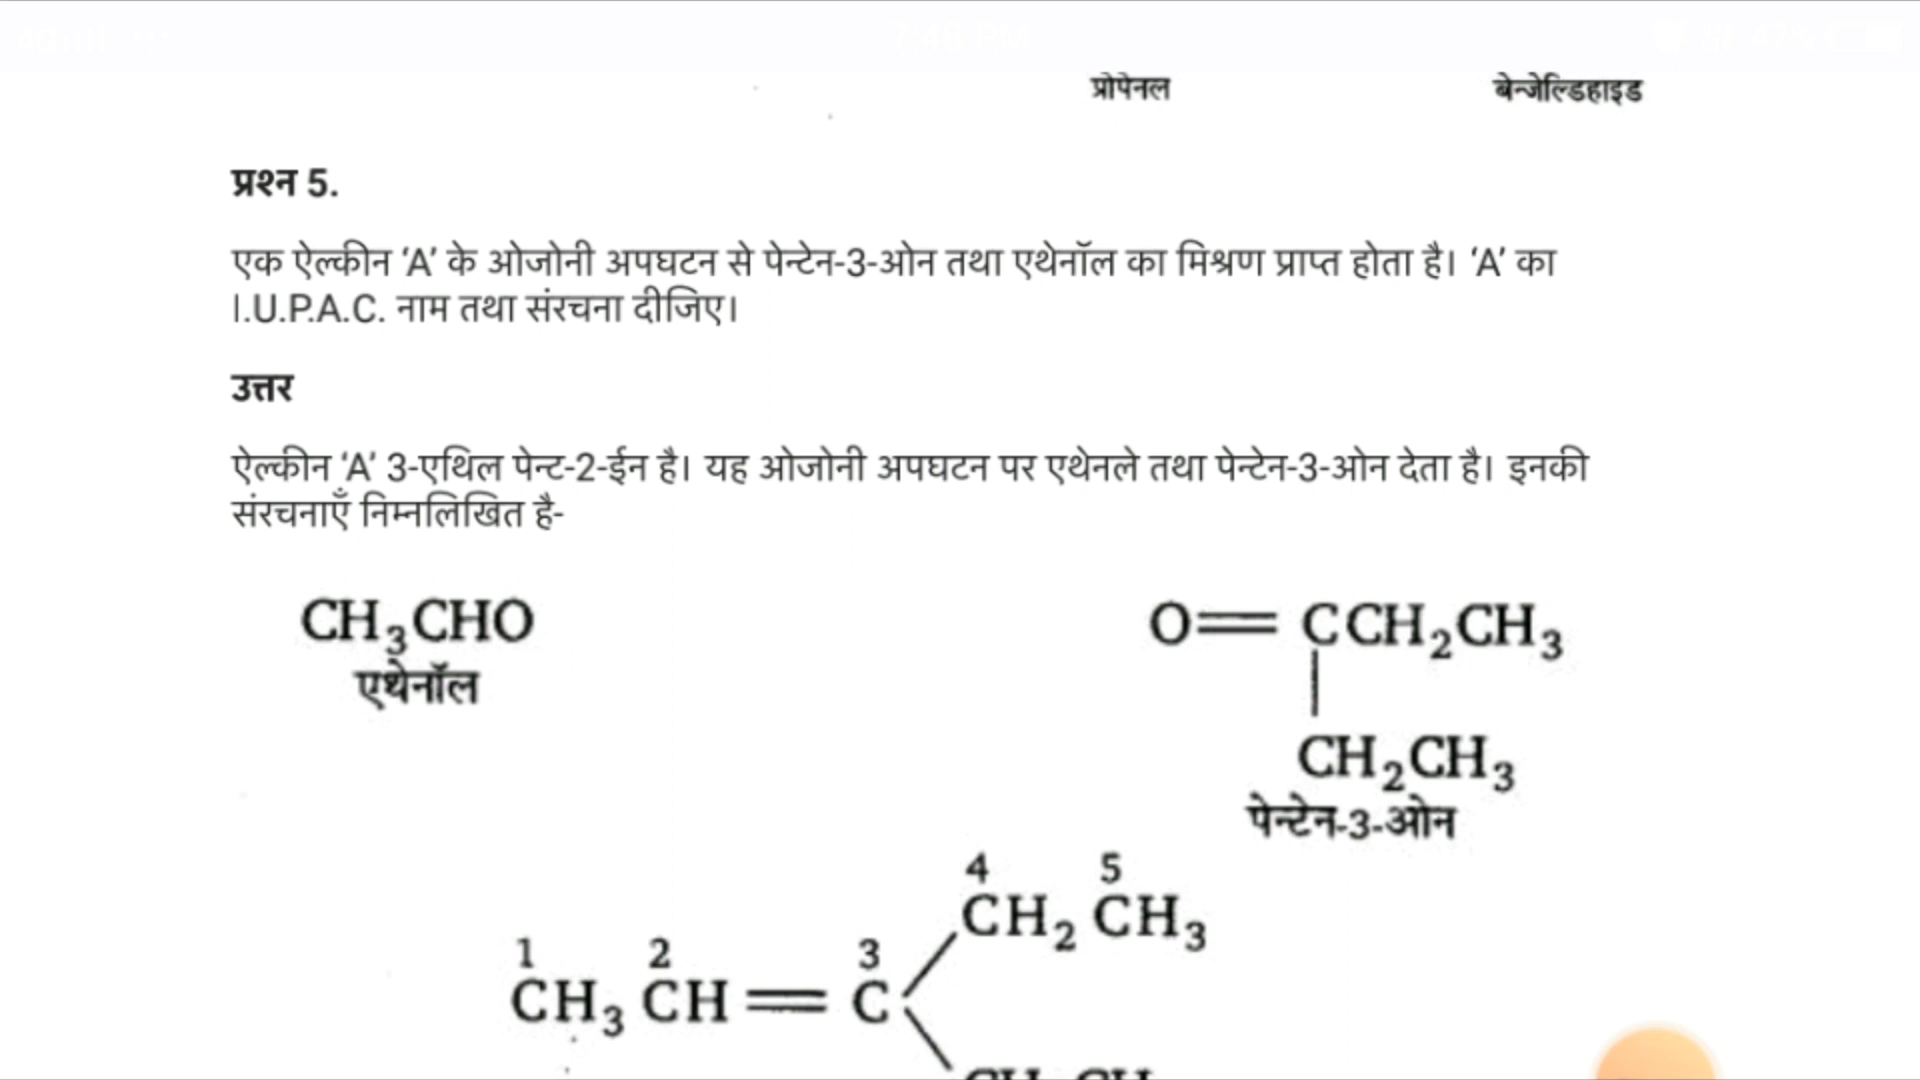 प्रोपेनल बेन्जेल्डिहाइड
प्रश्न 5.
एक ऐल्कीन ‘A’ के ओजोनी अपघटन से पेन्टेन-3-ओन तथा एथेनॉल का मिश्रण प्राप्त होता है। ‘A’ का
I.U.P.A.C. नाम तथा संरचना दीजिए।
उत्तर
ऐल्कीन ‘A’ 3-एथिल पेन्ट-2-ईन है। यह ओजोनी अपघटन पर एथेनले तथा पेन्टेन-3-ओन देता है। इनकी
संरचनाएँ निम्नलिखित है-
CH₃CHO O=CCH₂CH₃
एथेनॉल
CH₂CH₃
पेन्टेन-3-ओन
4 5
CH₂ CH₃
1 2 3
CH₃ CH=C